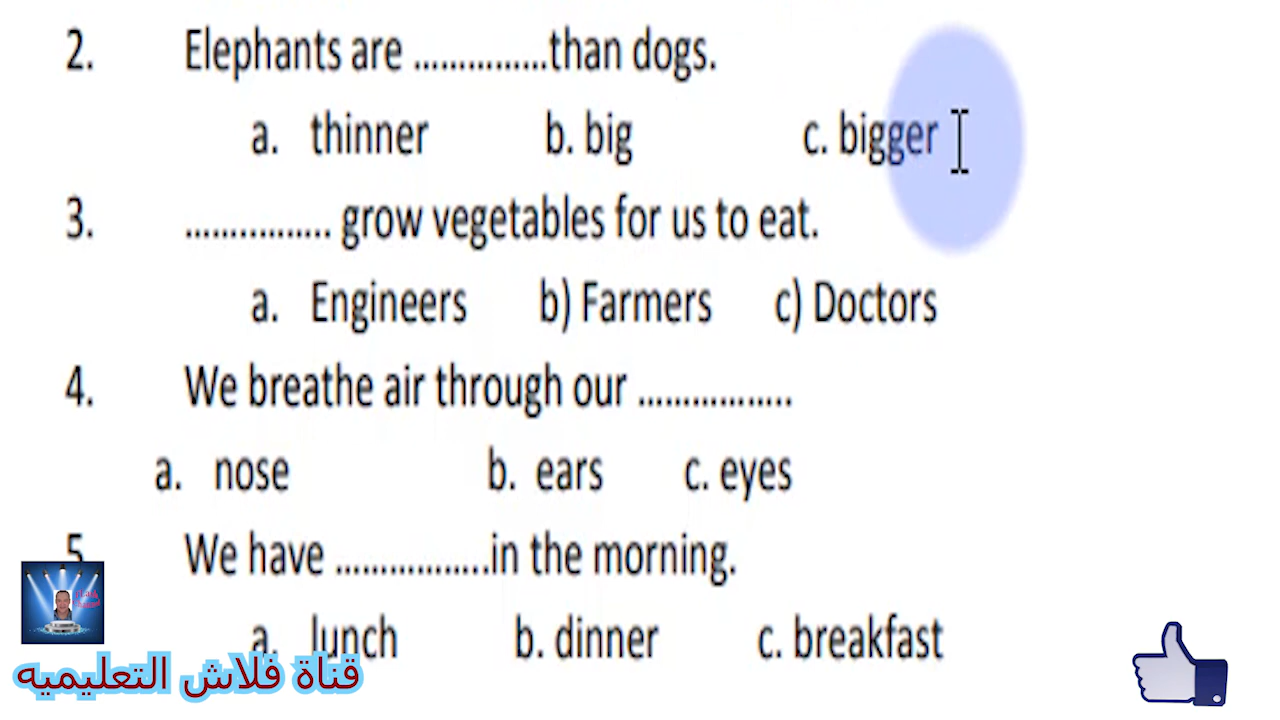 2. Elephants are ...............than dogs.
a. thinner b. big c. bigger
3. ................ grow vegetables for us to eat.
a. Engineers b) Farmers c) Doctors
4. We breathe air through our .................
a. nose b. ears c. eyes
5. We have .................in the morning.
a. lunch b. dinner c. breakfast
قناة فلاش التعليميه